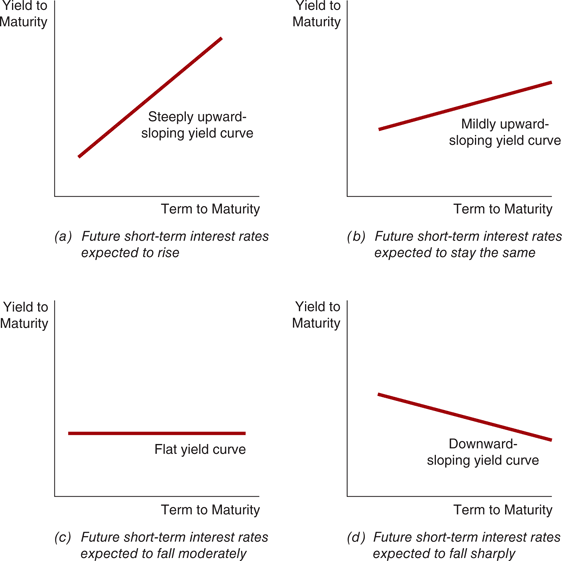 Yield to
Maturity
Steeply upward-
sloping yield curve
Term to Maturity
(a) Future short-term interest rates
expected to rise
Yield to
Maturity
Mildly upward-
sloping yield curve
Term to Maturity
(b) Future short-term interest rates
expected to stay the same
Yield to
Maturity
Flat yield curve
Term to Maturity
(c) Future short-term interest rates
expected to fall moderately
Yield to
Maturity
Downward-
sloping yield curve
Term to Maturity
(d) Future short-term interest rates
expected to fall sharply